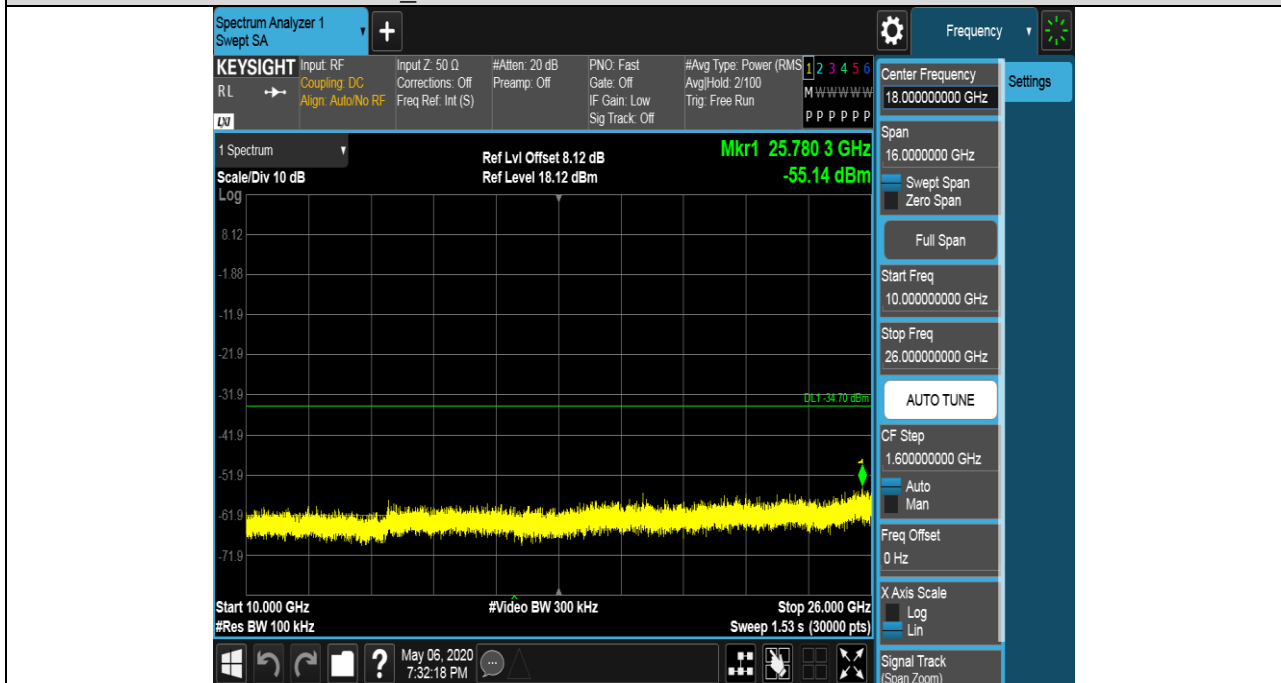 Spectrum Analyzer 1
Swept SA
+
Frequency
KEYSIGHT
RL
LXI
Input: RF
Coupling: DC
Align: Auto/No RF
Input Z: 50 Ω
Corrections: Off
Freq Ref: Int (S)
#Atten: 20 dB
Preamp: Off
PNO: Fast
Gate: Off
IF Gain: Low
Sig Track: Off
#Avg Type: Power (RMS
Avg|Hold: 2/100
Trig: Free Run
1 2 3 4 5 6
M W W W W W
P P P P P P
1 Spectrum
Scale/Div 10 dB
Log
Ref Lvl Offset 8.12 dB
Ref Level 18.12 dBm
Mkr1 25.780 3 GHz
-55.14 dBm
8.12
-1.88
-11.9
-21.9
-31.9
-41.9
-51.9
-61.9
-71.9
DL1 -34.70 dBm
1
Start 10.000 GHz
#Res BW 100 kHz
#Video BW 300 kHz
Stop 26.000 GHz
Sweep 1.53 s (30000 pts)
Center Frequency
18.000000000 GHz
Span
16.0000000 GHz
Swept Span
Zero Span
Full Span
Start Freq
10.000000000 GHz
Stop Freq
26.000000000 GHz
AUTO TUNE
CF Step
1.600000000 GHz
Auto
Man
Freq Offset
0 Hz
X Axis Scale
Log
Lin
Signal Track
(Span Zoom)
Settings
?
May 06, 2020
7:32:18 PM